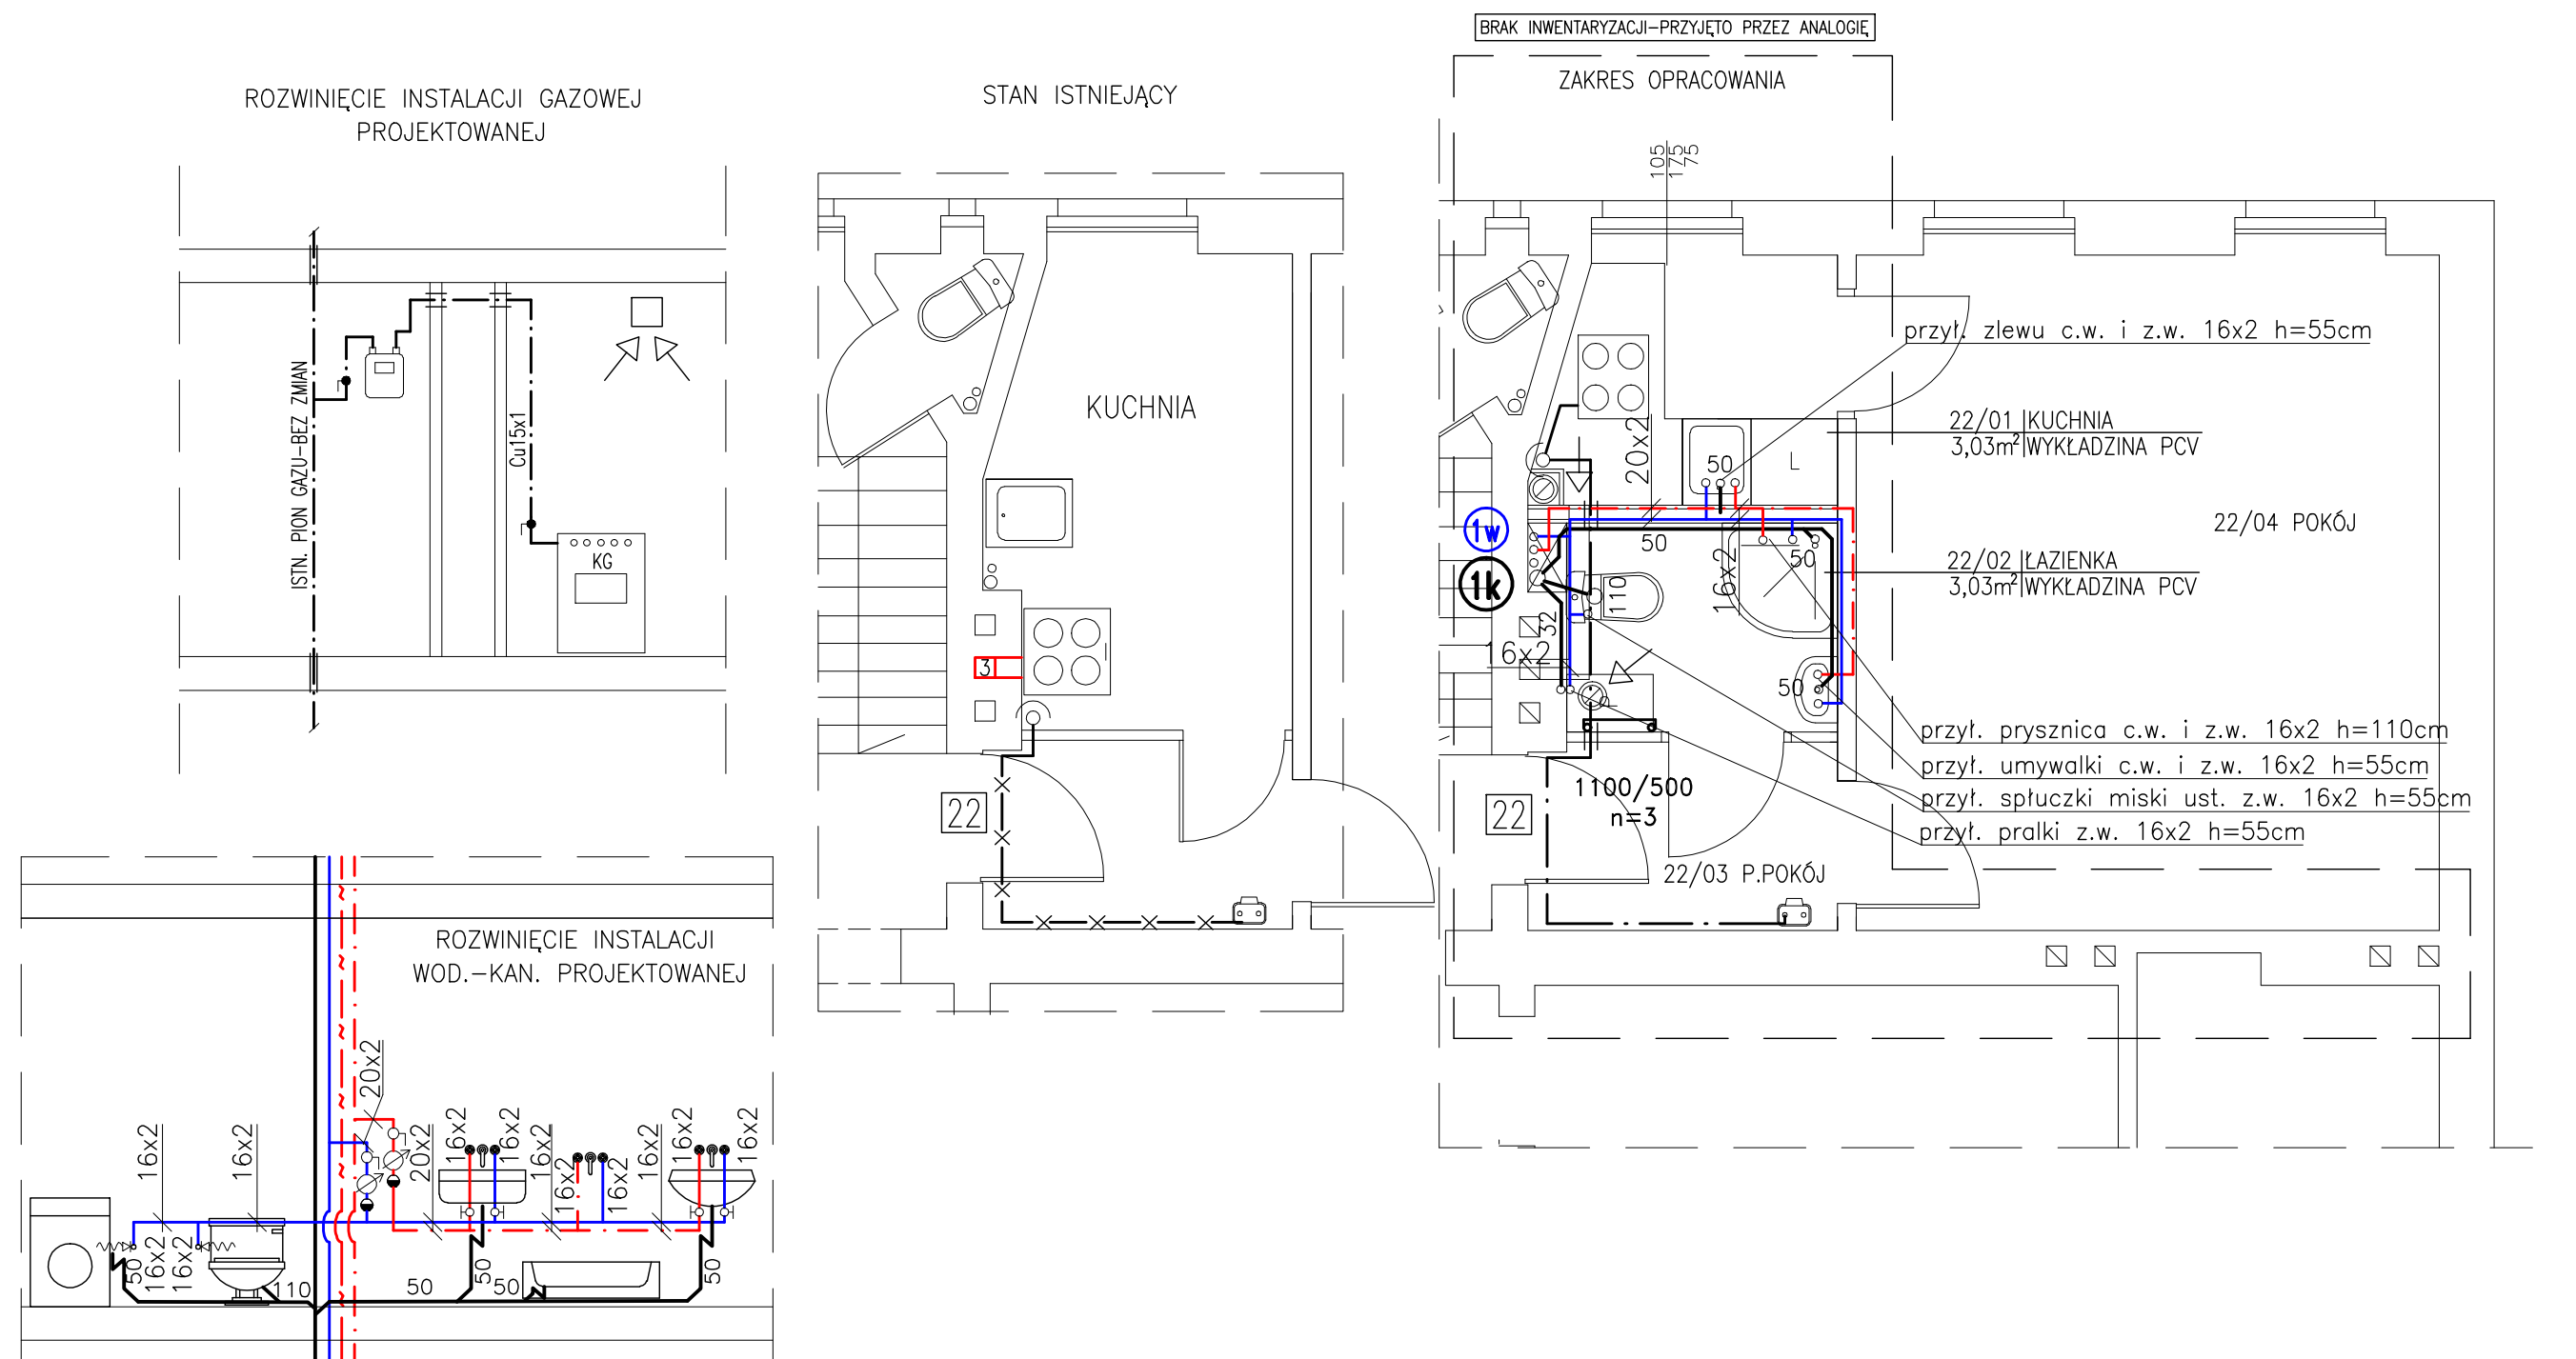 BRAK INWENTARYZACJI-PRZYJĘTO PRZEZ ANALOGIĘ
ZAKRES OPRACOWANIA
ROZWINIĘCIE INSTALACJI GAZOWEJ
PROJEKTOWANEJ
ISTN. PION GAZU-BEZ ZMIAN
Cu15x1
KG
STAN ISTNIEJĄCY
KUCHNIA
3
22
105
175
75
przył. zlewu c.w. i z.w. 16x2 h=55cm
22/01 KUCHNIA
3,03m² WYKŁADZINA PCV
22/04 POKÓJ
22/02 ŁAZIENKA
3,03m² WYKŁADZINA PCV
20x2
50
L
1w
1k
50
50
16x2
110
32
16x2
50
przył. prysznica c.w. i z.w. 16x2 h=110cm
przył. umywalki c.w. i z.w. 16x2 h=55cm
przył. spłuczki miski ust. z.w. 16x2 h=55cm
przył. pralki z.w. 16x2 h=55cm
1100/500
n=3
22
22/03 P.POKÓJ
ROZWINIĘCIE INSTALACJI
WOD.-KAN. PROJEKTOWANEJ
20x2
16x2
16x2
20x2
16x2
16x2
16x2
16x2
16x2
16x2
16x2
16x2
50
16x2
16x2
110
50
50
50
50